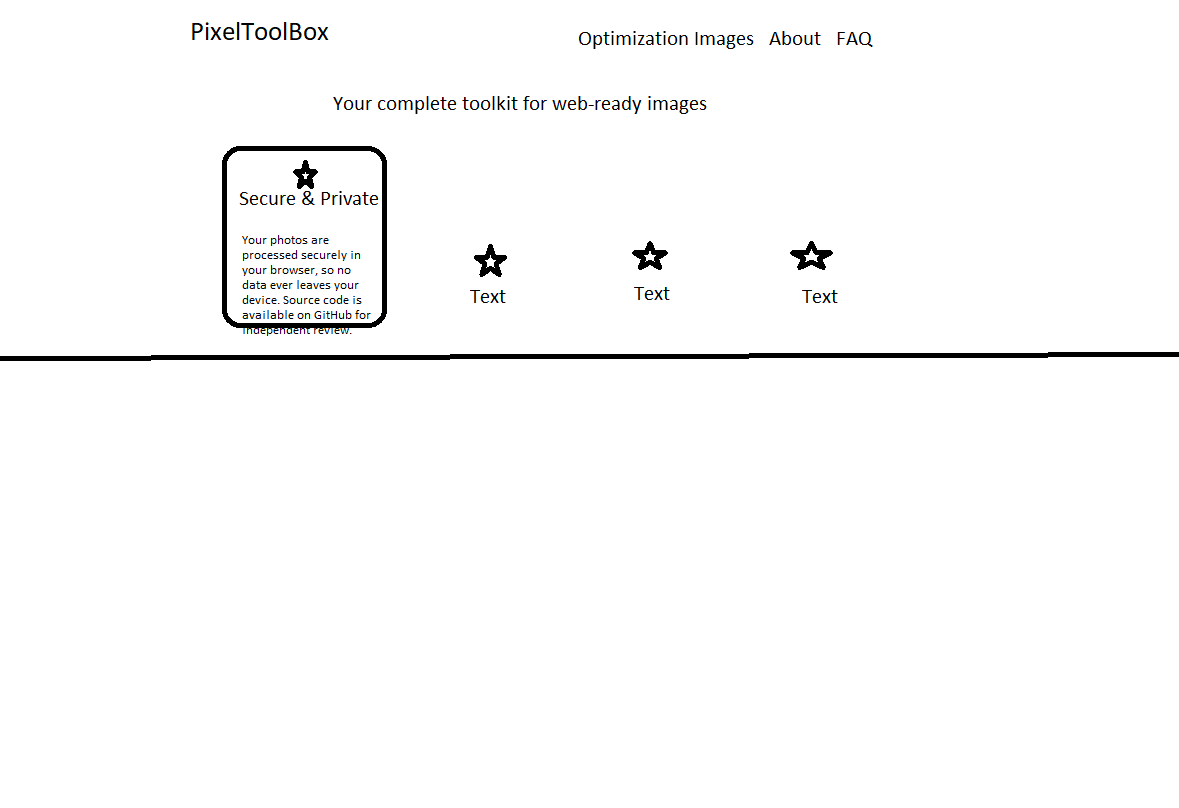 PixelToolBox
Optimization Images About FAQ
Your complete toolkit for web-ready images
Secure & Private
Your photos are
processed securely in
your browser, so no
data ever leaves your
device. Source code is
available on GitHub for
independent review.
Text
Text
Text